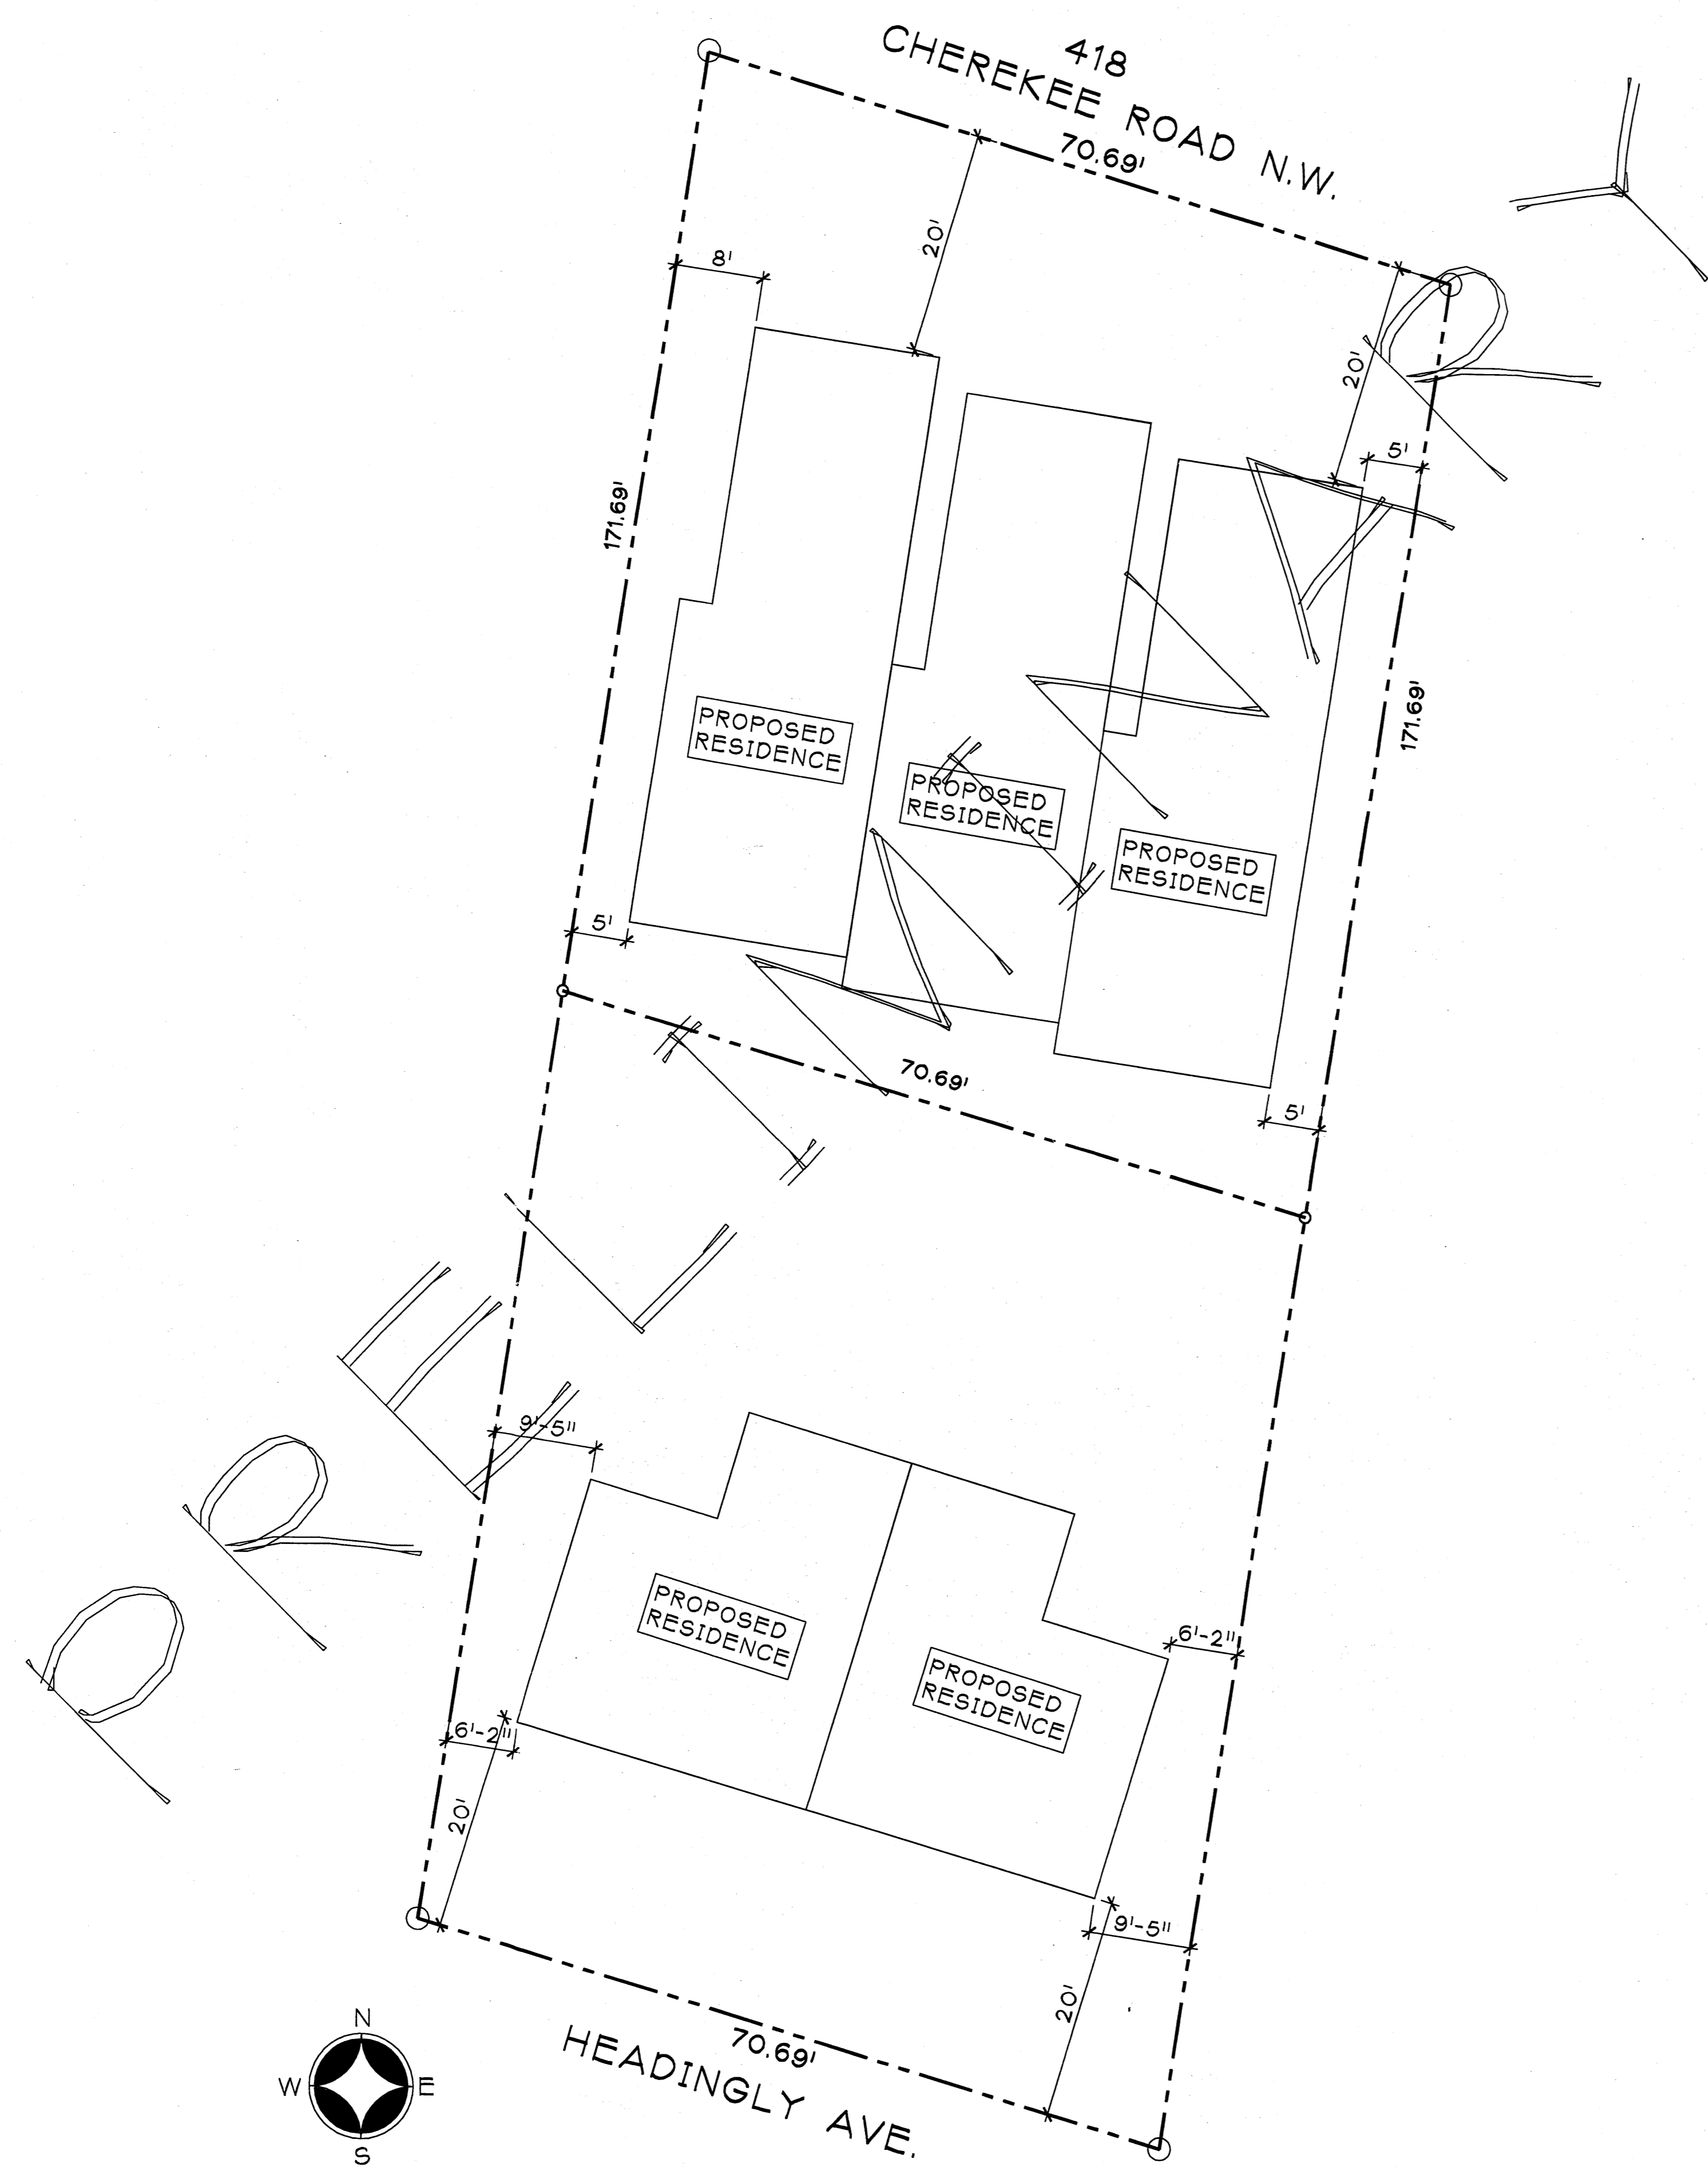 418
CHEREKEE ROAD N.W.
70.69'
20'
8'
20'
5'
171.69'
171.69'
PROPOSED
RESIDENCE
PROPOSED
RESIDENCE
PROPOSED
RESIDENCE
5'
70.69'
5'
PRELIMINARY
9'-5"
PROPOSED
RESIDENCE
PROPOSED
RESIDENCE
6'-2"
6'-2"
20'
9'-5"
20'
70.69'
HEADINGLY AVE.
N
W
E
S